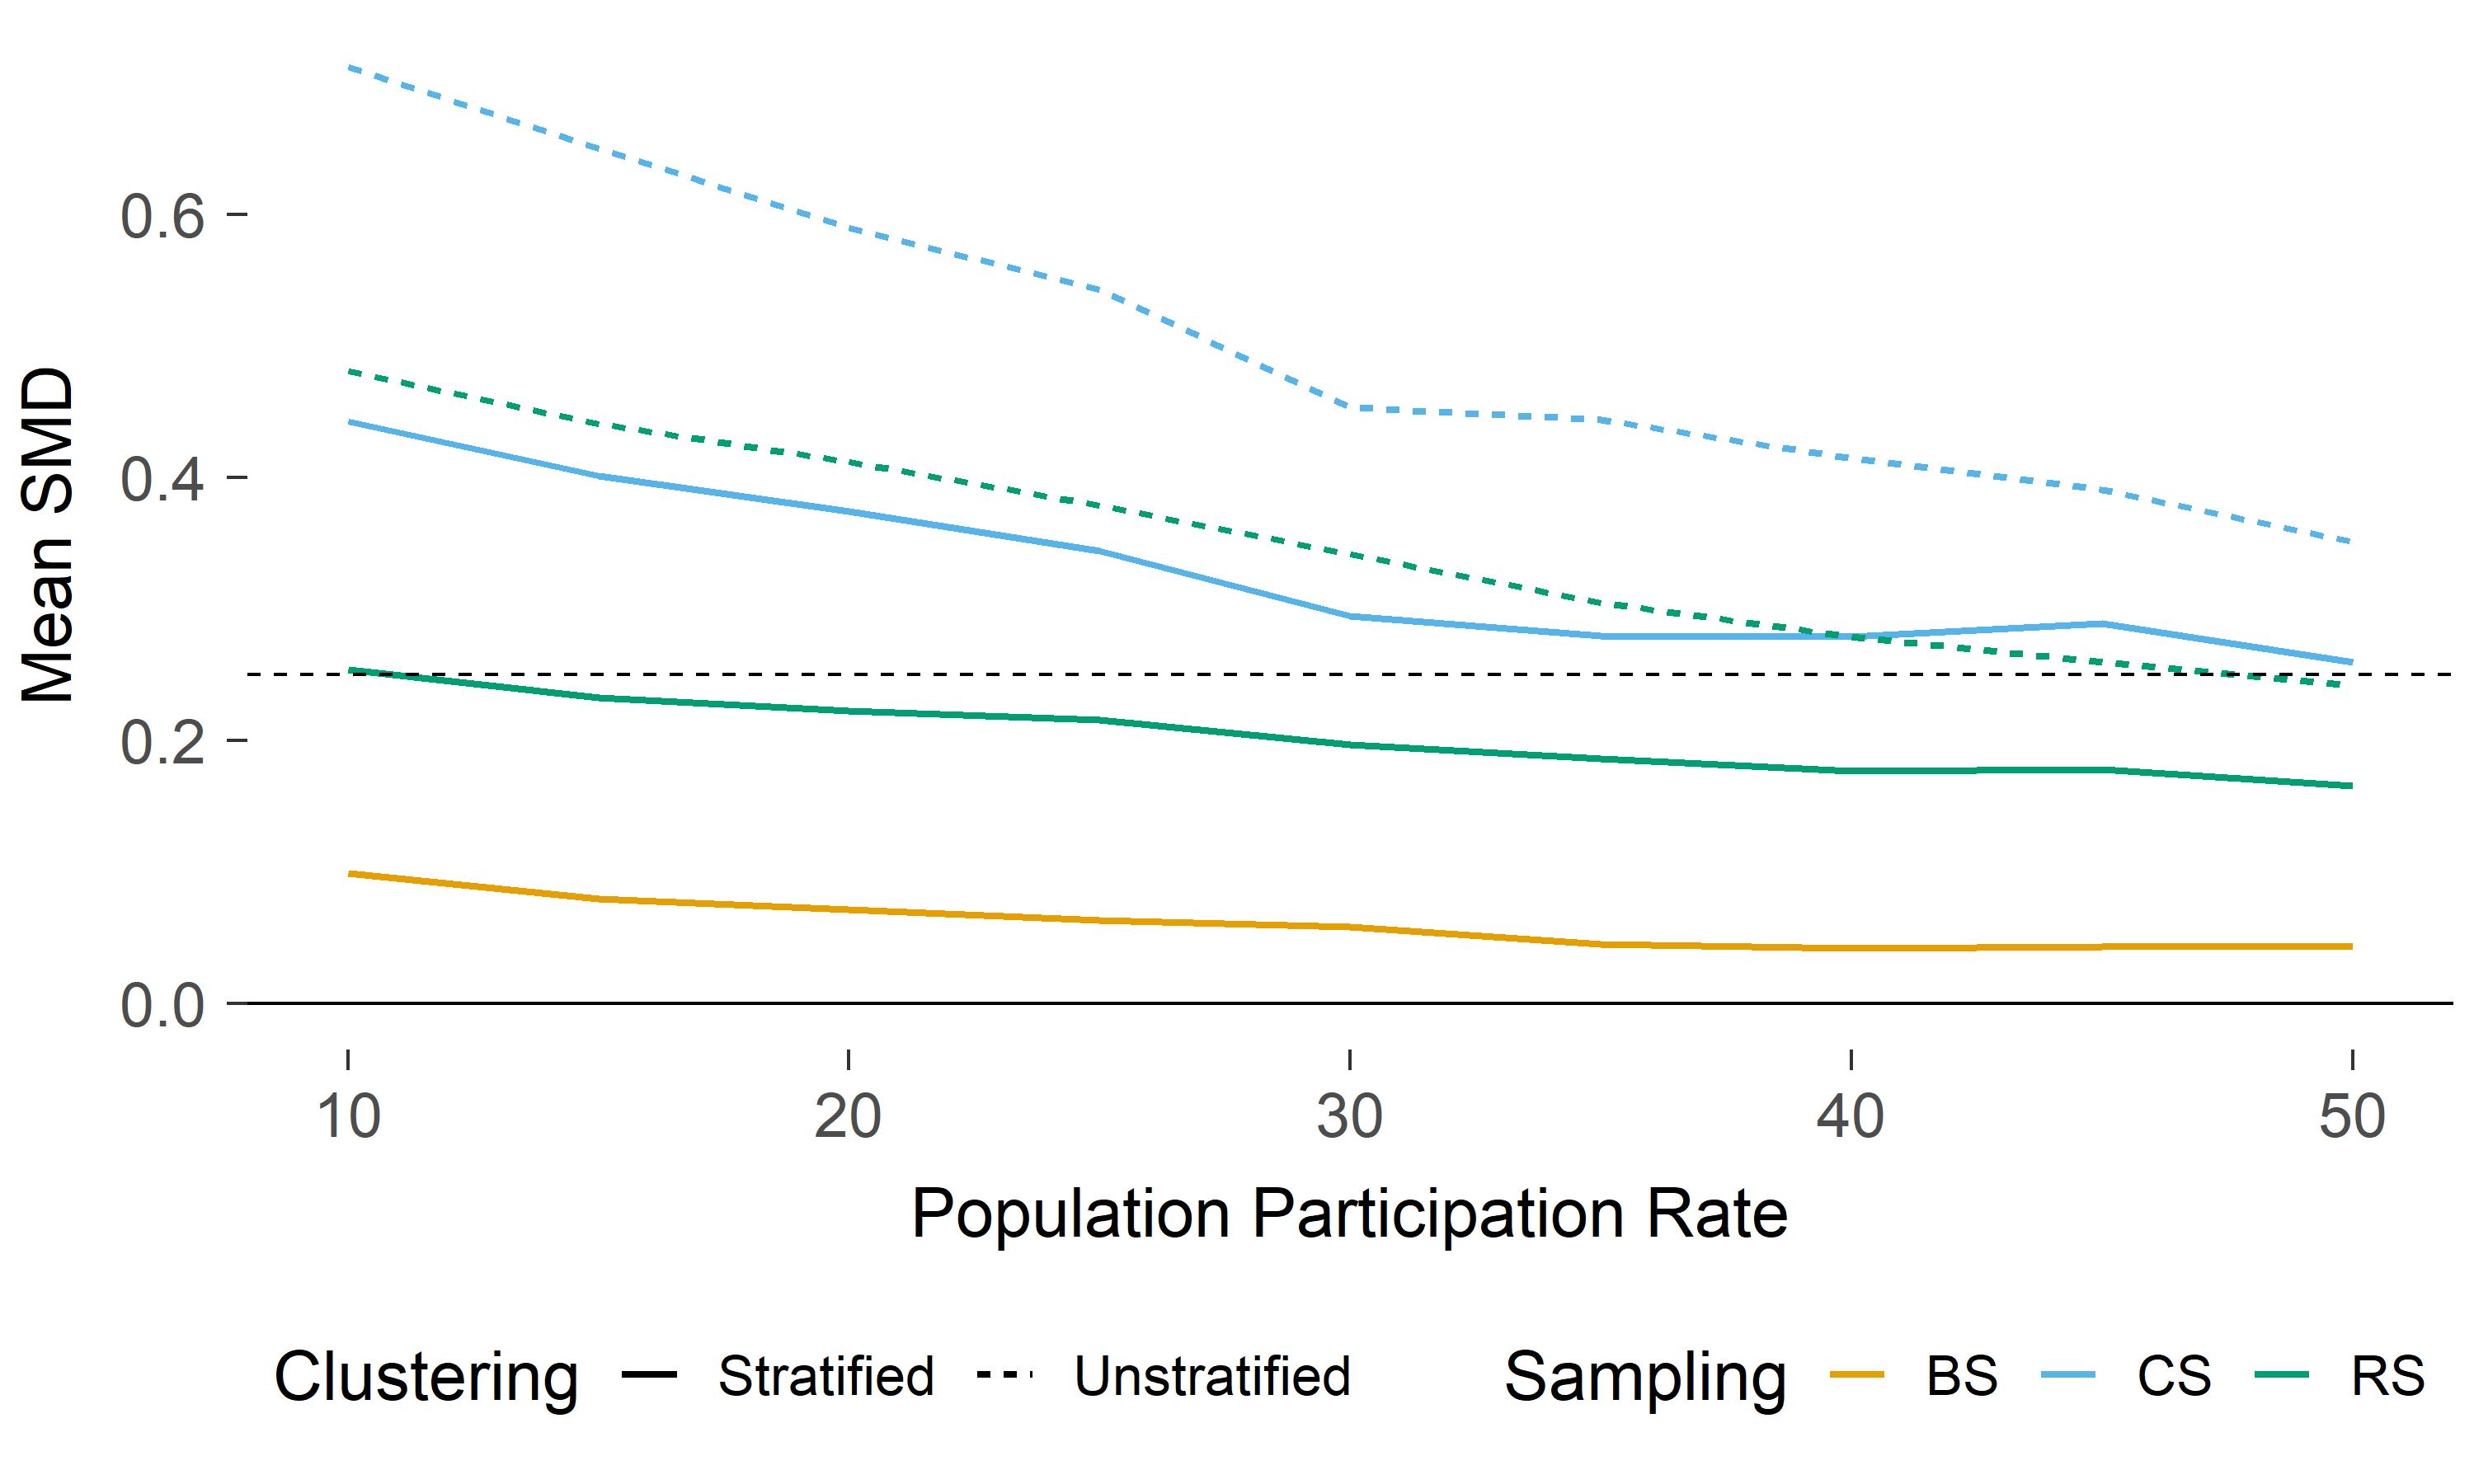 Mean SMD
0.6
0.4
0.2
0.0
10 20 30 40 50
Population Participation Rate
Clustering Stratified Unstratified Sampling BS CS RS